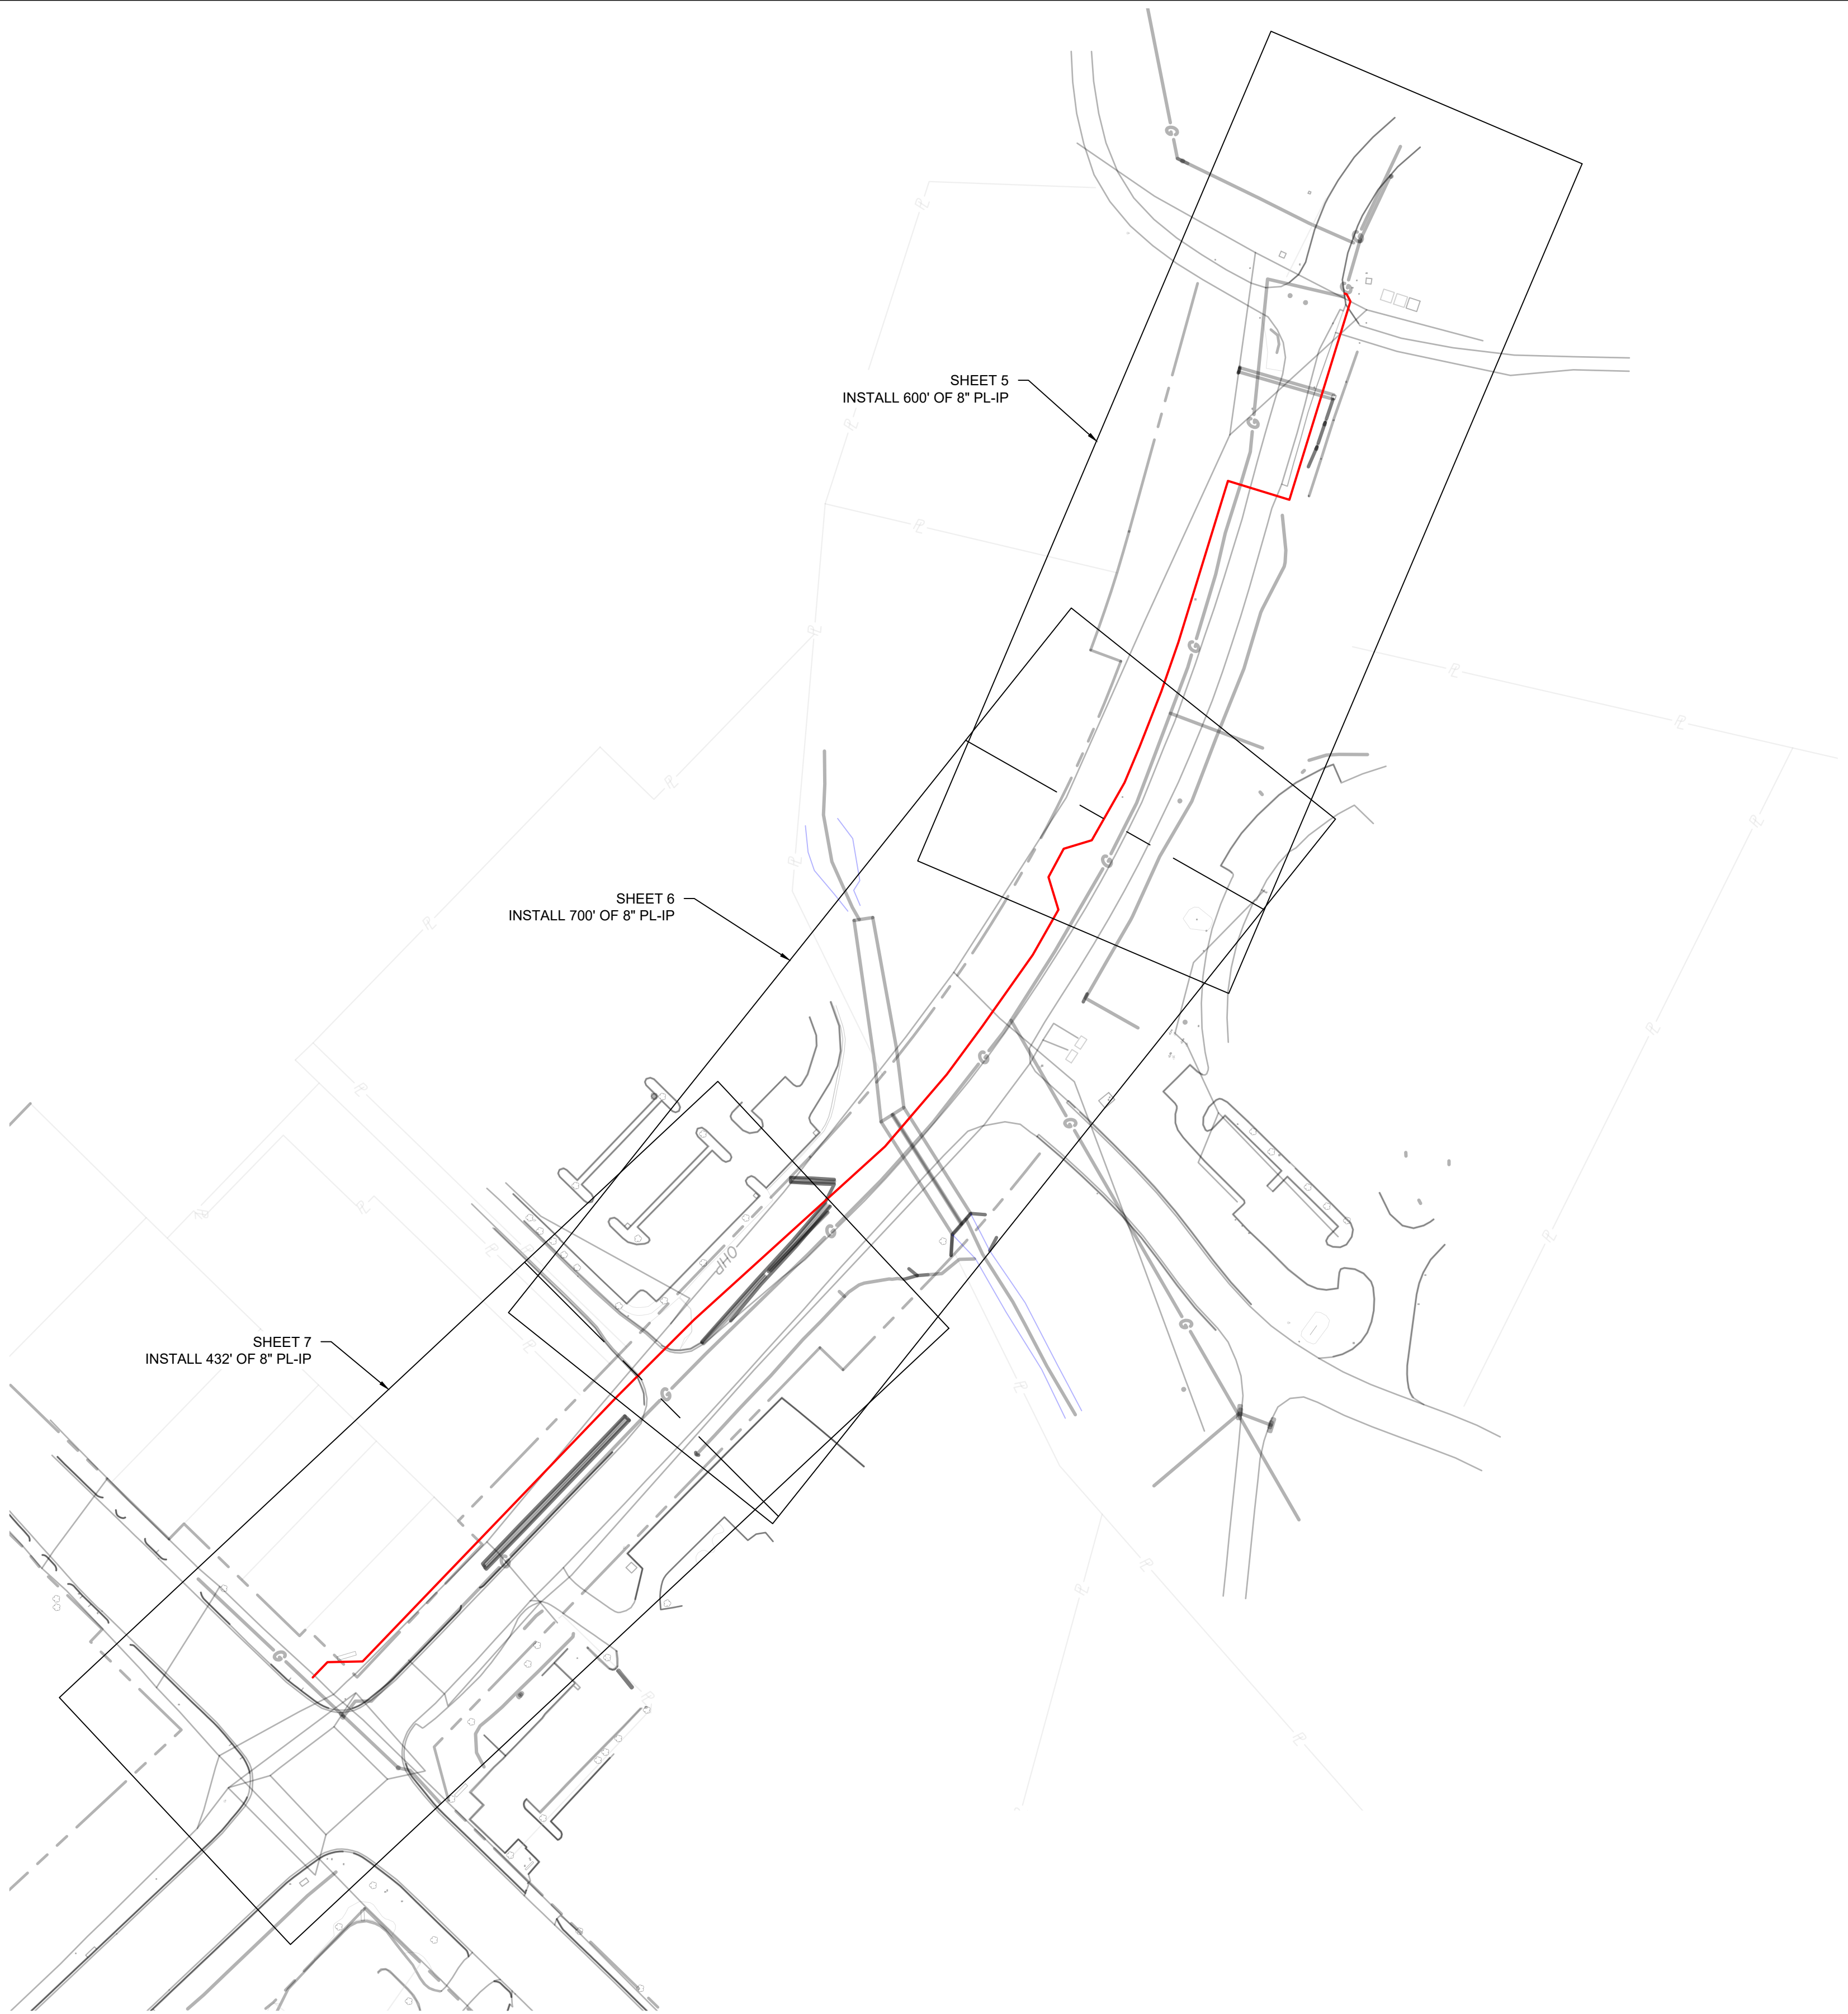 SHEET 5
INSTALL 600' OF 8" PL-IP
SHEET 6
INSTALL 700' OF 8" PL-IP
OHP
SHEET 7
INSTALL 432' OF 8" PL-IP
G
G
G
G
G
G
G
G
G
G
G
G
G